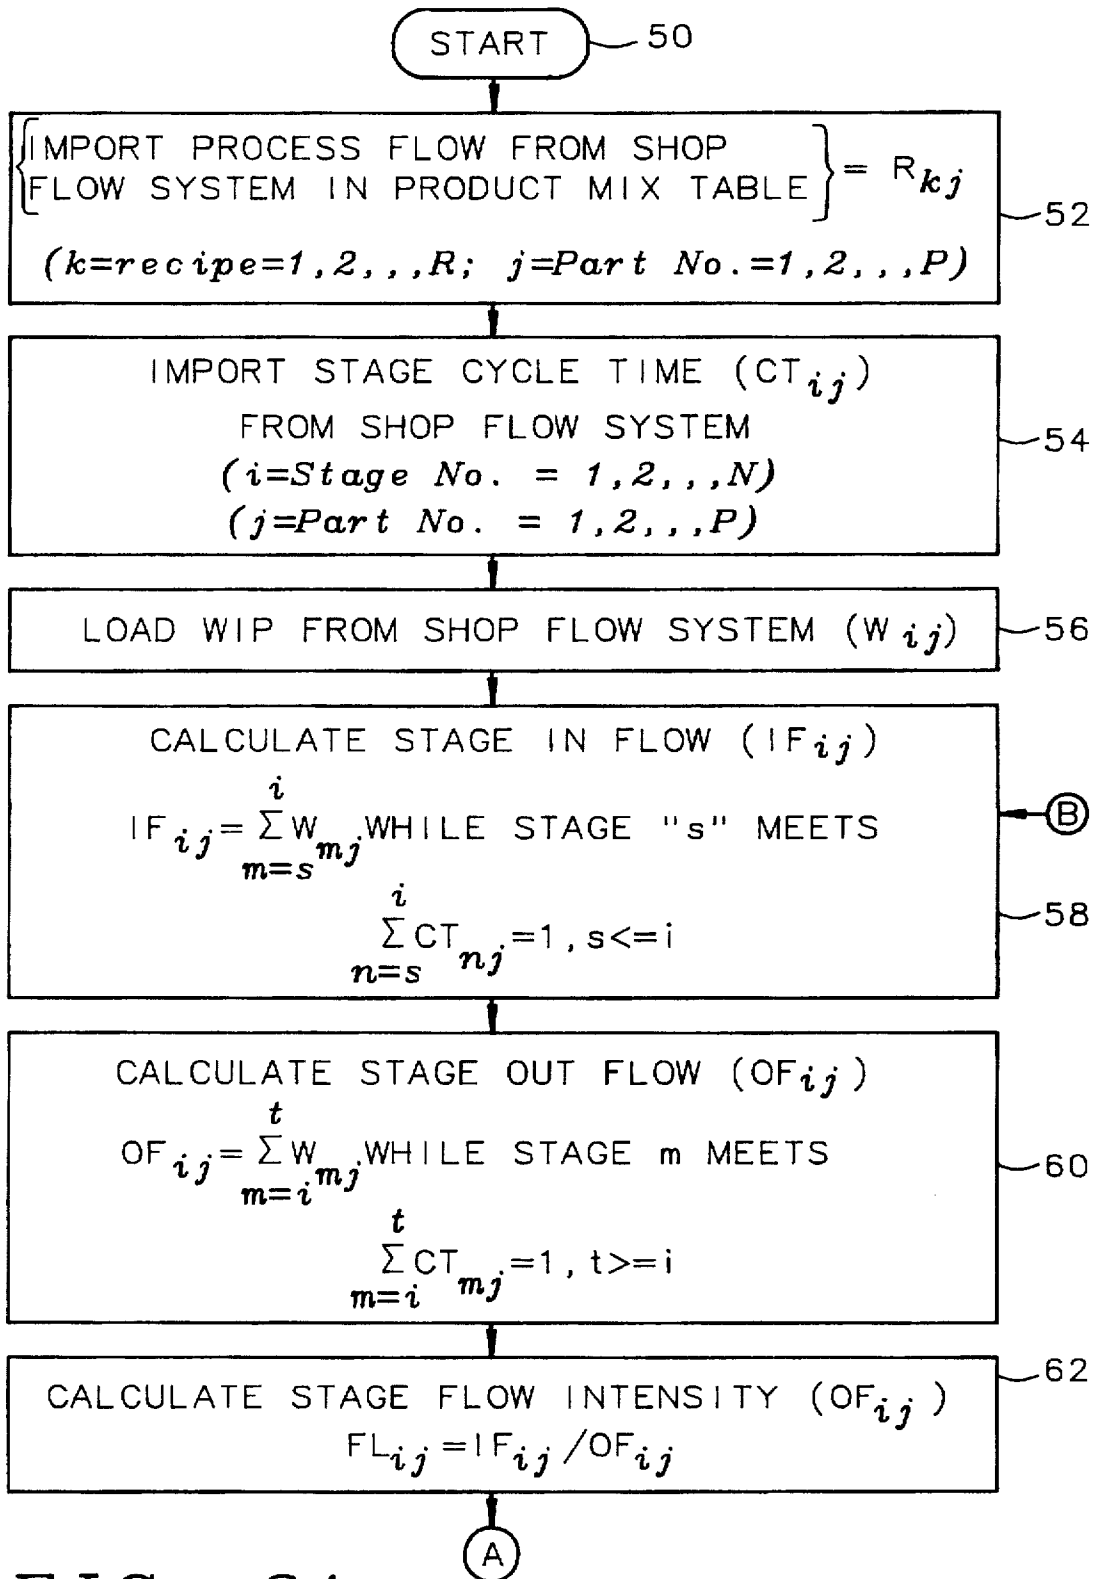 START
50
{IMPORT PROCESS FLOW FROM SHOP
FLOW SYSTEM IN PRODUCT MIX TABLE} = R_kj
(k=recipe=1,2,,,R; j=Part No.=1,2,,,P)
52
IMPORT STAGE CYCLE TIME (CT_ij)
FROM SHOP FLOW SYSTEM
(i=Stage No. = 1,2,,,N)
(j=Part No. = 1,2,,,P)
54
LOAD WIP FROM SHOP FLOW SYSTEM (W_ij)
56
CALCULATE STAGE IN FLOW (IF_ij)
i
IF_ij=ΣW_mj WHILE STAGE "s" MEETS
m=s
B
i
ΣCT_nj=1, s<=i
n=s
58
CALCULATE STAGE OUT FLOW (OF_ij)
t
OF_ij=ΣW_mj WHILE STAGE m MEETS
m=i
t
ΣCT_mj=1, t>=i
m=i
60
CALCULATE STAGE FLOW INTENSITY (OF_ij)
FL_ij=IF_ij/OF_ij
62
A